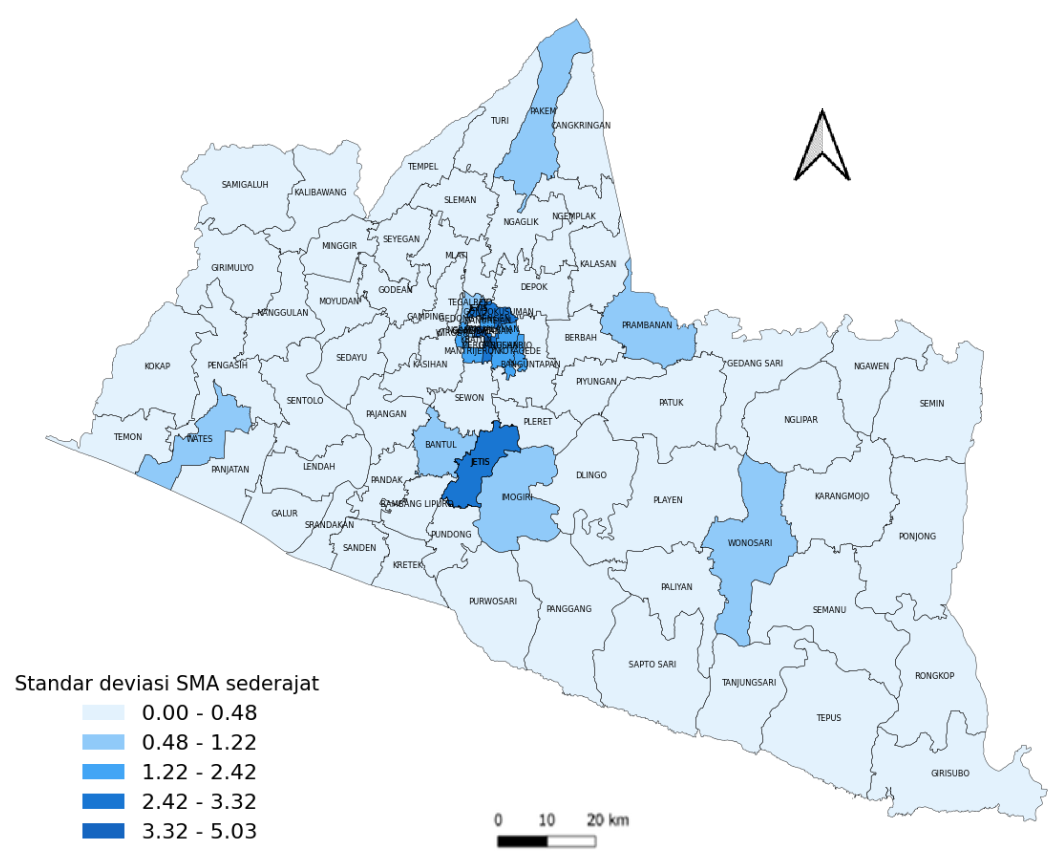 PAKEM
TURI
CANGKRINGAN
TEMPEL
SAMIGALUH
KALIBAWANG
SLEMAN
NGEMPLAK
NGAGLIK
SEYEGAN
MINGGIR
MLATI
KALASAN
GIRIMULYO
DEPOK
GODEAN
MOYUDAN
NANGGULAN
GAMPING
PRAMBANAN
BERBAH
SEDAYU
KASIHAN
BANGUNTAPAN
KOKAP
PENGASIH
GEDANG SARI
NGAWEN
PIYUNGAN
SENTOLO
SEWON
PATUK
SEMIN
PAJANGAN
NGLIPAR
PLERET
TEMON
WATES
BANTUL
JETIS
PANJATAN
LENDAH
DLINGO
PANDAK
IMOGIRI
PLAYEN
KARANGMOJO
BAMBANG LIPURO
GALUR
SRANDAKAN
PUNDONG
PONJONG
WONOSARI
SANDEN
KRETEK
PALIYAN
PURWOSARI
PANGGANG
SEMANU
SAPTO SARI
RONGKOP
TANJUNGSARI
TEPUS
GIRISUBO
Standar deviasi SMA sederajat
0.00 - 0.48
0.48 - 1.22
1.22 - 2.42
2.42 - 3.32
3.32 - 5.03
0 10 20 km